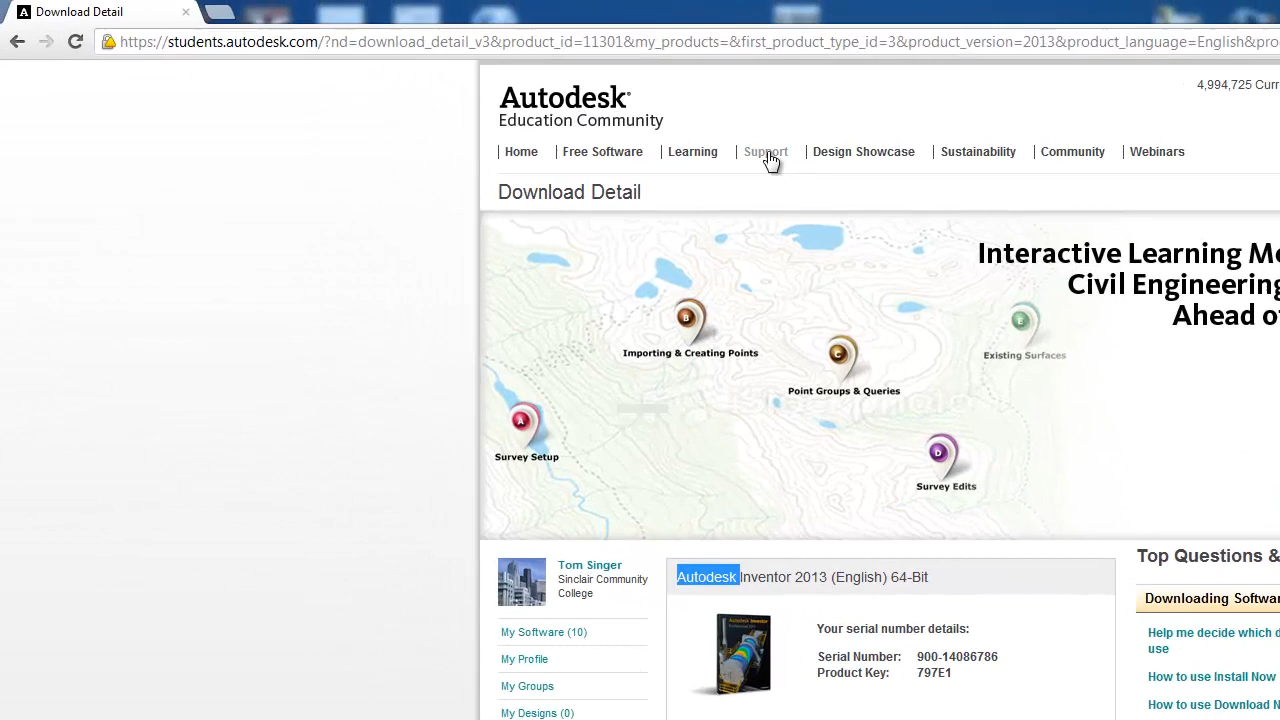 Download Detail
https://students.autodesk.com/?nd=download_detail_v3&product_id=11301&my_products=&first_product_type_id=3&product_version=2013&product_language=English&pro
4,994,725 Curr
Autodesk®
Education Community
Home Free Software Learning Support Design Showcase Sustainability Community Webinars
Download Detail
Interactive Learning Mo
Civil Engineering
Ahead of
B
Importing & Creating Points
E
Existing Surfaces
C
Point Groups & Queries
A
Survey Setup
D
Survey Edits
Tom Singer
Sinclair Community
College
My Software (10)
My Profile
My Groups
My Designs (0)
Autodesk Inventor 2013 (English) 64-Bit
Your serial number details:
Serial Number: 900-14086786
Product Key: 797E1
Top Questions &
Downloading Softwar
Help me decide which d
use
How to use Install Now
How to use Download N